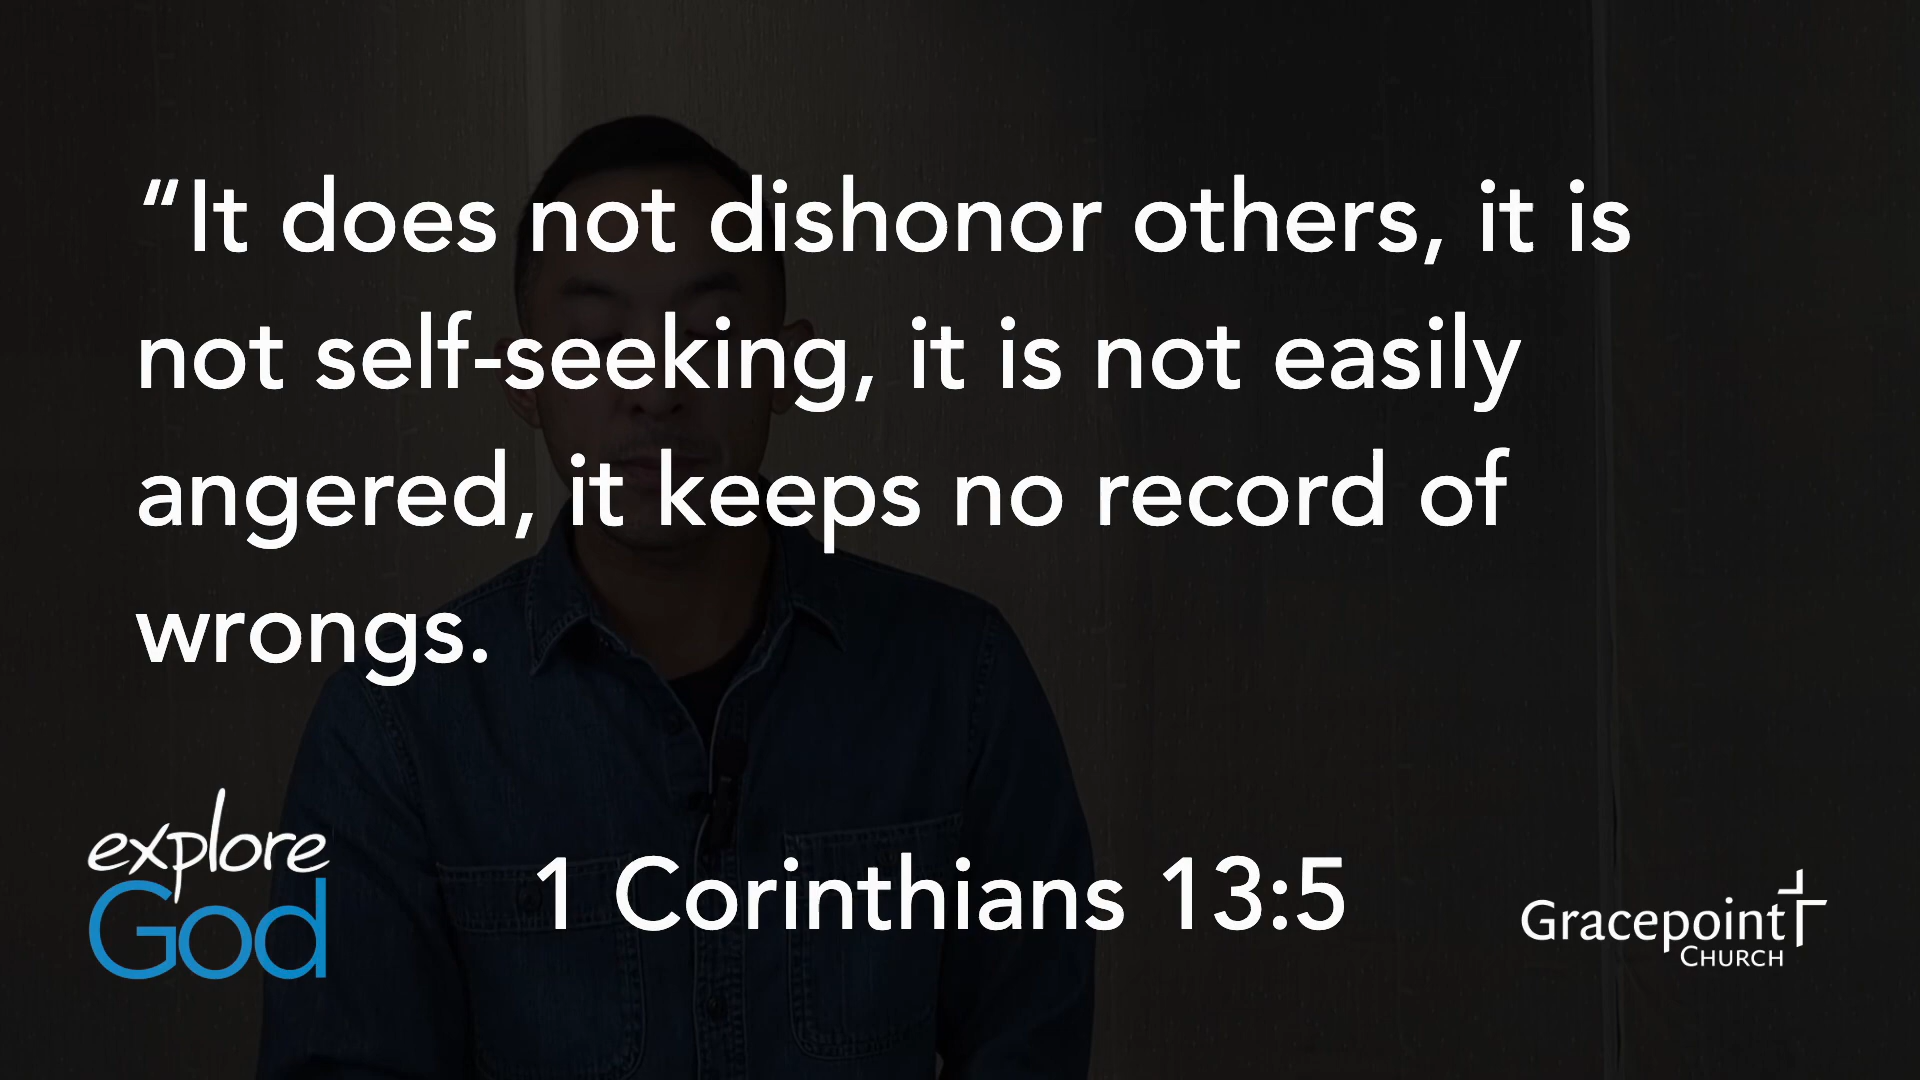 “It does not dishonor others, it is
not self-seeking, it is not easily
angered, it keeps no record of
wrongs.
explore
God
1 Corinthians 13:5
Gracepoint
CHURCH